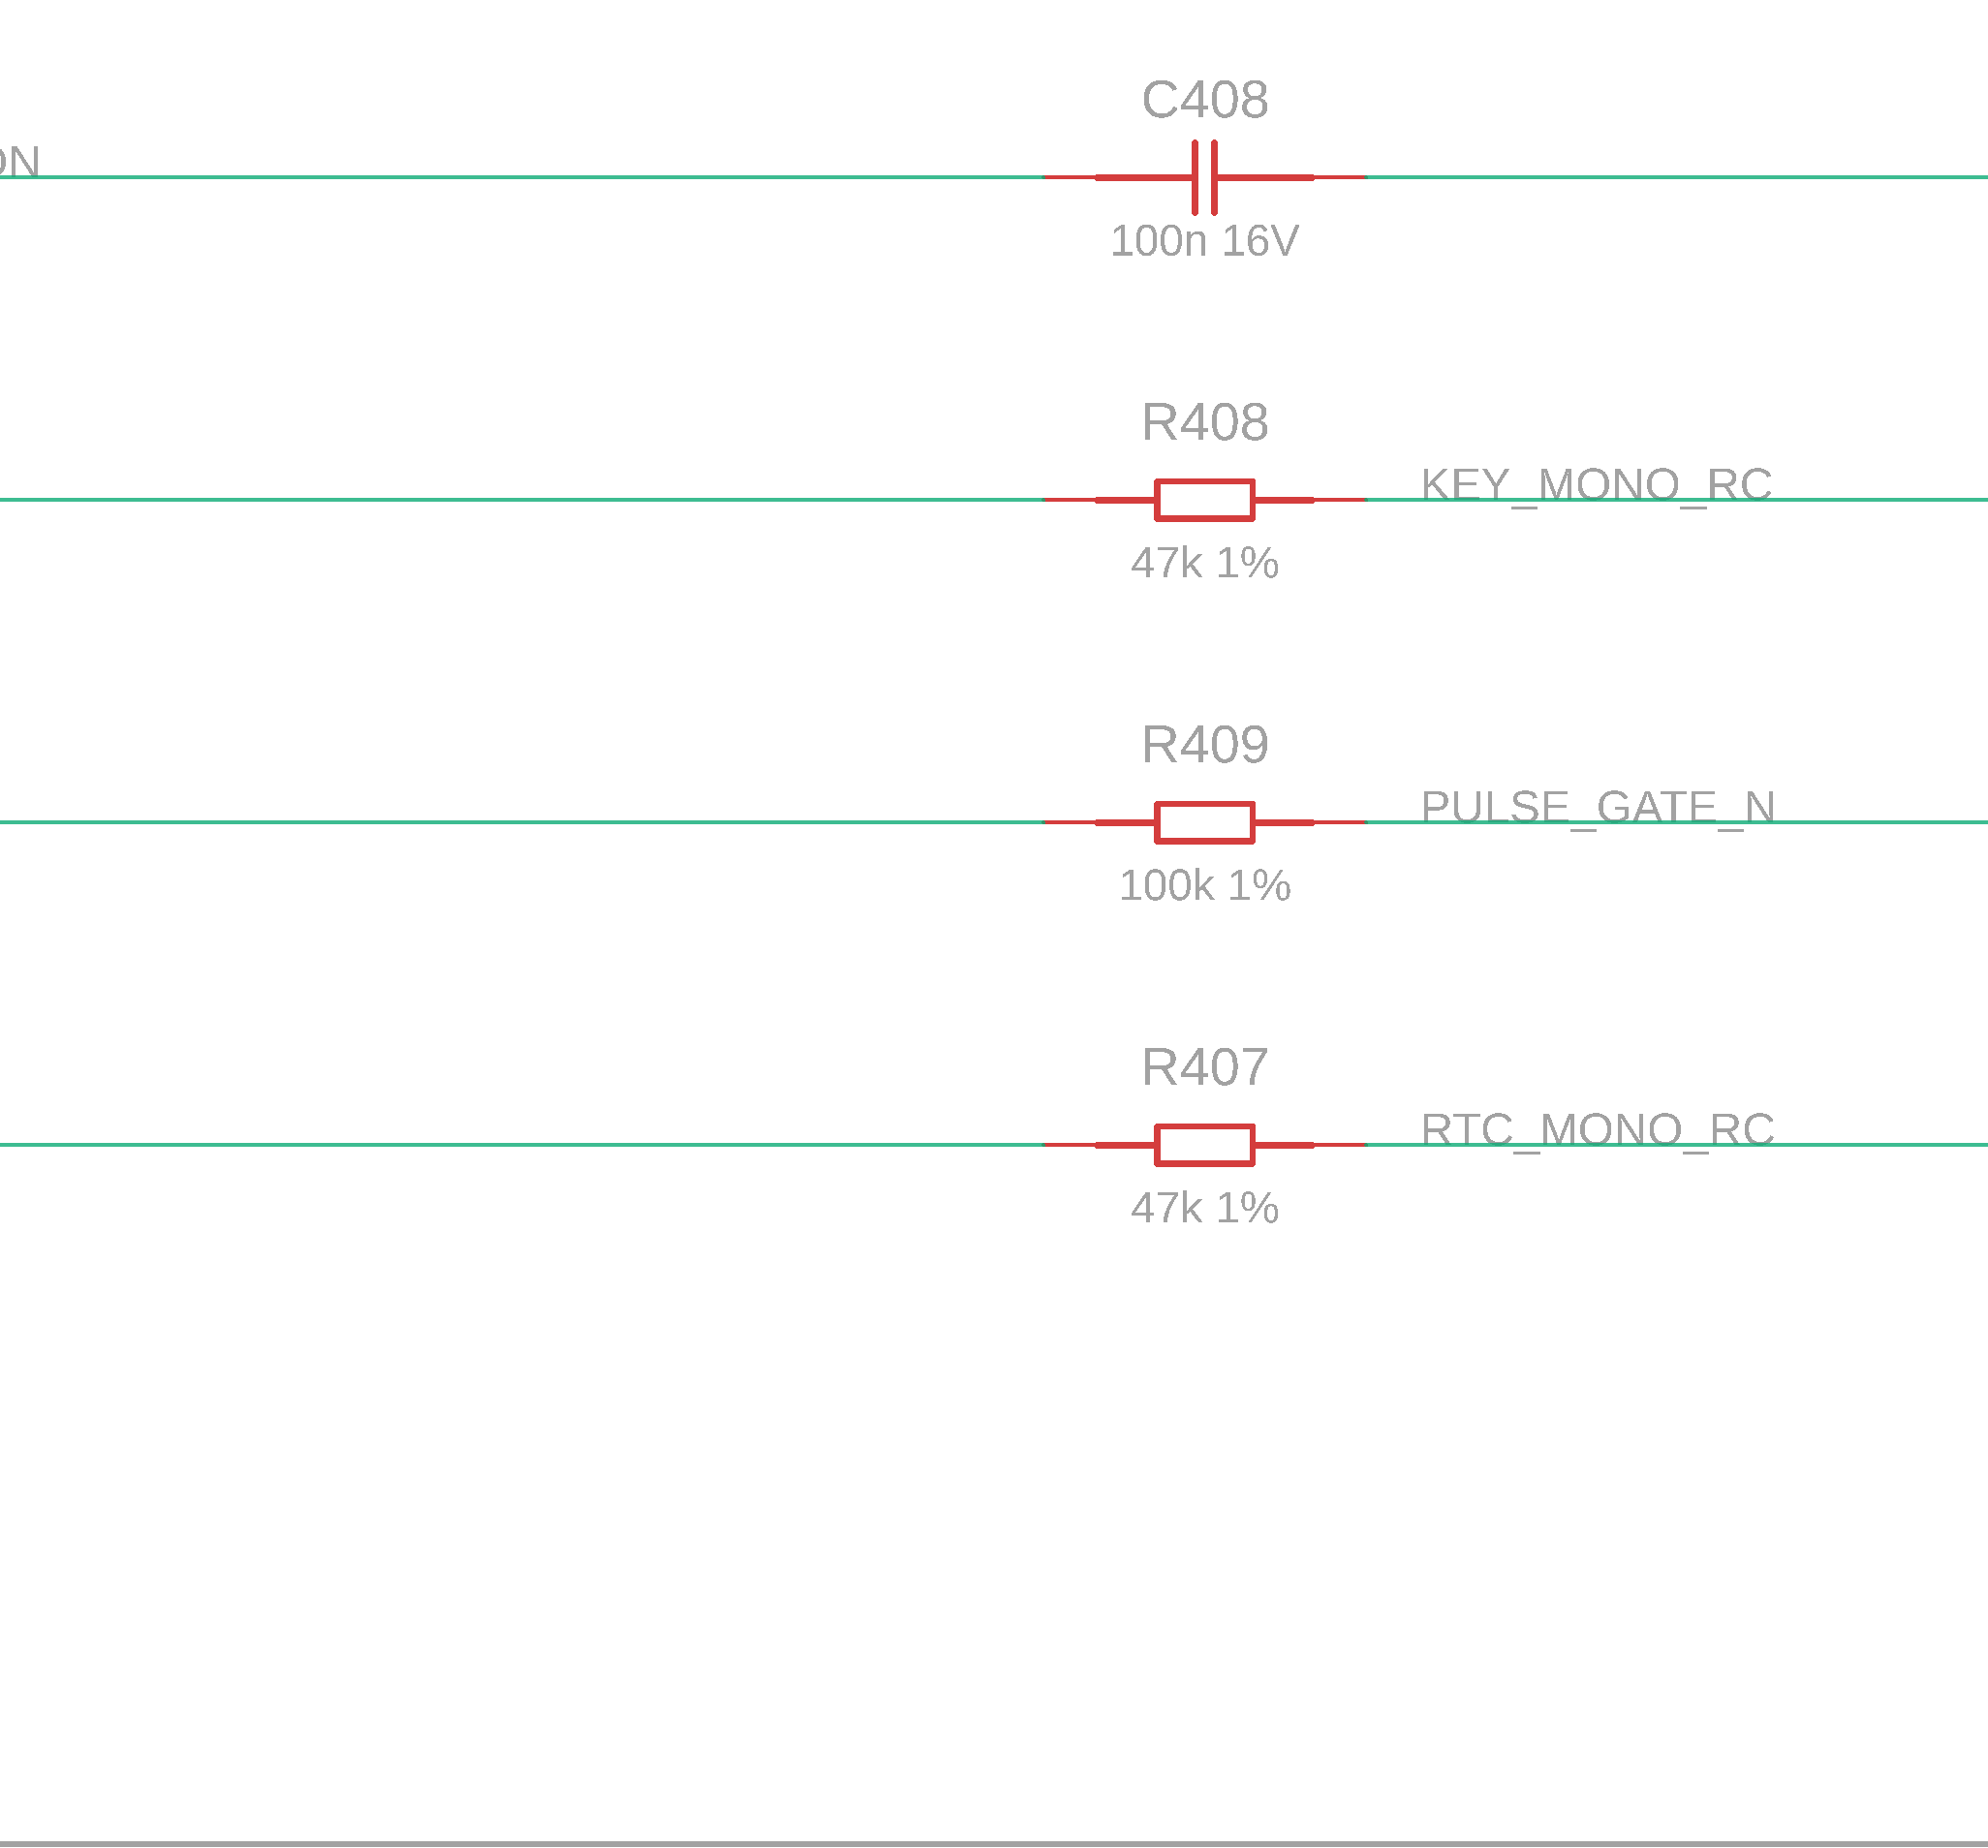 C408
100n 16V
R408
KEY_MONO_RC
47k 1%
R409
PULSE_GATE_N
100k 1%
R407
RTC_MONO_RC
47k 1%